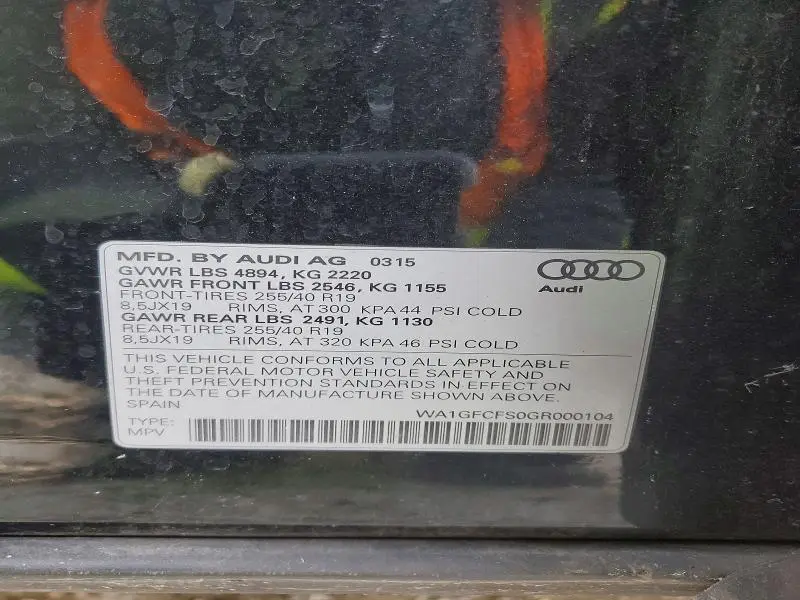 MFD. BY AUDI AG 0315
GVWR LBS 4894, KG 2220
GAWR FRONT LBS 2546, KG 1155
FRONT-TIRES 255/40 R19
8,5JX19 RIMS, AT 300 KPA 44 PSI COLD
GAWR REAR LBS 2491, KG 1130
REAR-TIRES 255/40 R19
8,5JX19 RIMS, AT 320 KPA 46 PSI COLD
Audi
THIS VEHICLE CONFORMS TO ALL APPLICABLE
U.S. FEDERAL MOTOR VEHICLE SAFETY AND
THEFT PREVENTION STANDARDS IN EFFECT ON
THE DATE OF MANUFACTURE SHOWN ABOVE.
SPAIN
WA1GFCFS0GR000104
TYPE:
MPV